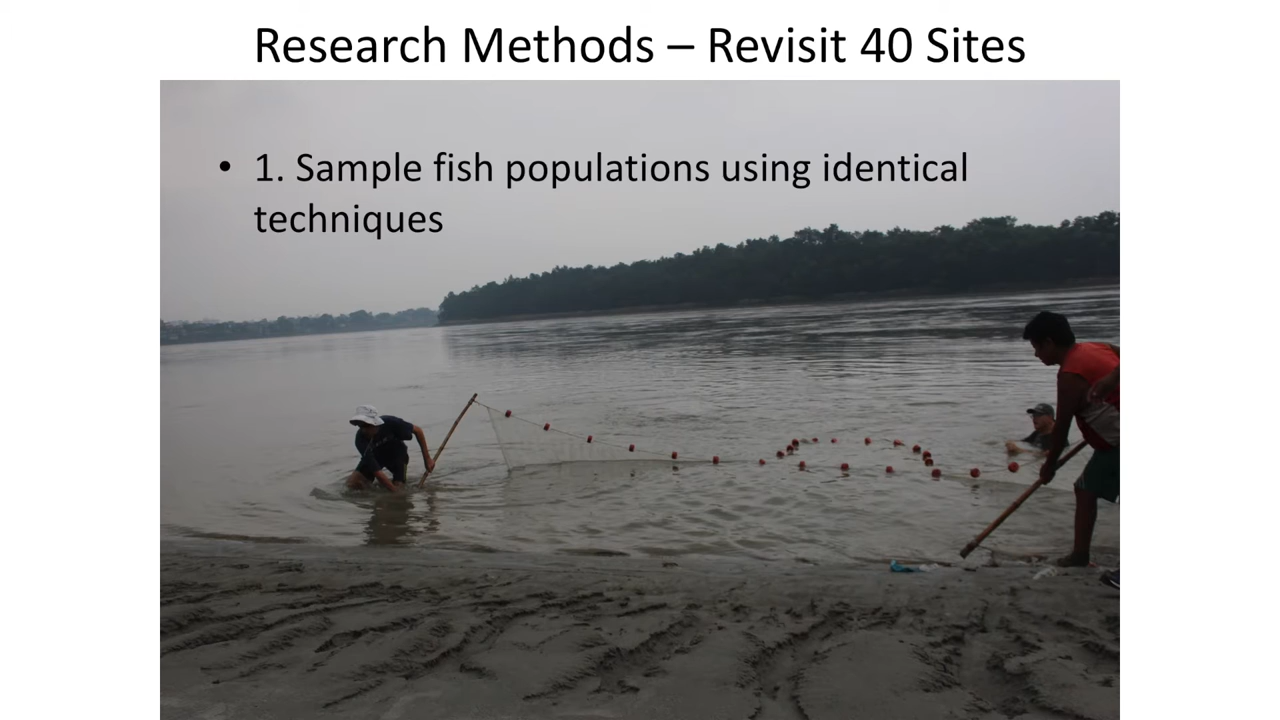 Research Methods – Revisit 40 Sites
• 1. Sample fish populations using identical
techniques